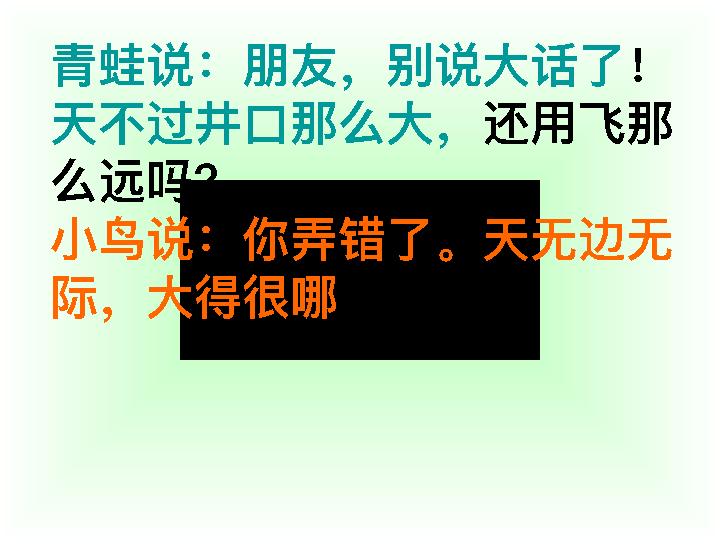 青蛙说：朋友，别说大话了！
天不过井口那么大，还用飞那
么远吗?
小鸟说：你弄错了。天无边无
际，大得很哪